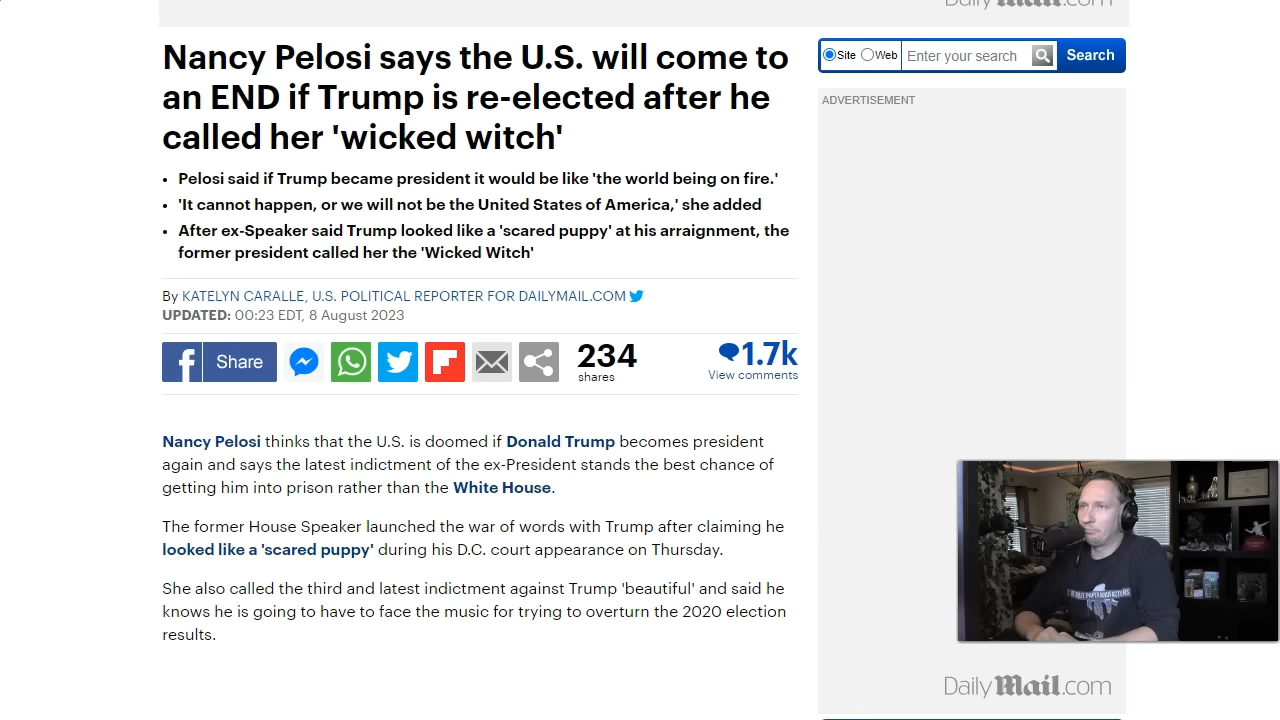 Daily Mail.com
Nancy Pelosi says the U.S. will come to
an END if Trump is re-elected after he
called her 'wicked witch'
Pelosi said if Trump became president it would be like 'the world being on fire.'
'It cannot happen, or we will not be the United States of America,' she added
After ex-Speaker said Trump looked like a 'scared puppy' at his arraignment, the
former president called her the 'Wicked Witch'
By KATELYN CARALLE, U.S. POLITICAL REPORTER FOR DAILYMAIL.COM
UPDATED: 00:23 EDT, 8 August 2023
Share
234
shares
1.7k
View comments
Nancy Pelosi thinks that the U.S. is doomed if Donald Trump becomes president
again and says the latest indictment of the ex-President stands the best chance of
getting him into prison rather than the White House.
The former House Speaker launched the war of words with Trump after claiming he
looked like a 'scared puppy' during his D.C. court appearance on Thursday.
She also called the third and latest indictment against Trump 'beautiful' and said he
knows he is going to have to face the music for trying to overturn the 2020 election
results.
Site Web Enter your search Search
ADVERTISEMENT
Daily Mail.com